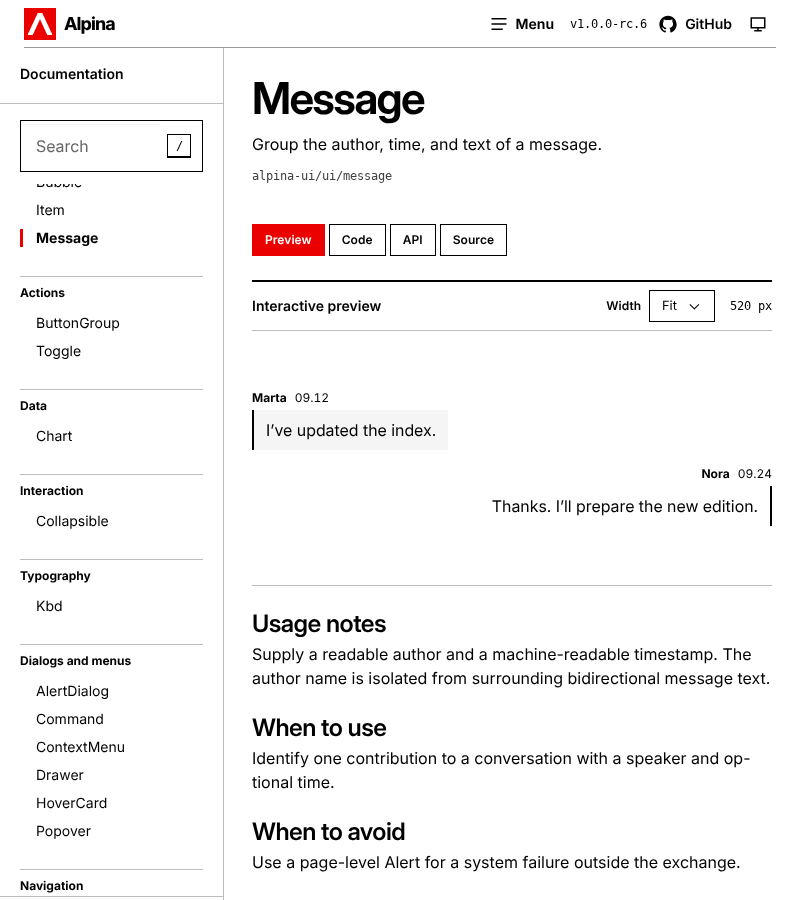 Alpina
Menu
v1.0.0-rc.6
GitHub
Documentation
Search
/
Bubble
Item
Message
Actions
ButtonGroup
Toggle
Data
Chart
Interaction
Collapsible
Typography
Kbd
Dialogs and menus
AlertDialog
Command
ContextMenu
Drawer
HoverCard
Popover
Navigation
Message
Group the author, time, and text of a message.
alpina-ui/ui/message
Preview
Code
API
Source
Interactive preview
Width
Fit
520 px
Marta 09.12
I’ve updated the index.
Nora 09.24
Thanks. I’ll prepare the new edition.
Usage notes
Supply a readable author and a machine-readable timestamp. The
author name is isolated from surrounding bidirectional message text.
When to use
Identify one contribution to a conversation with a speaker and op-
tional time.
When to avoid
Use a page-level Alert for a system failure outside the exchange.